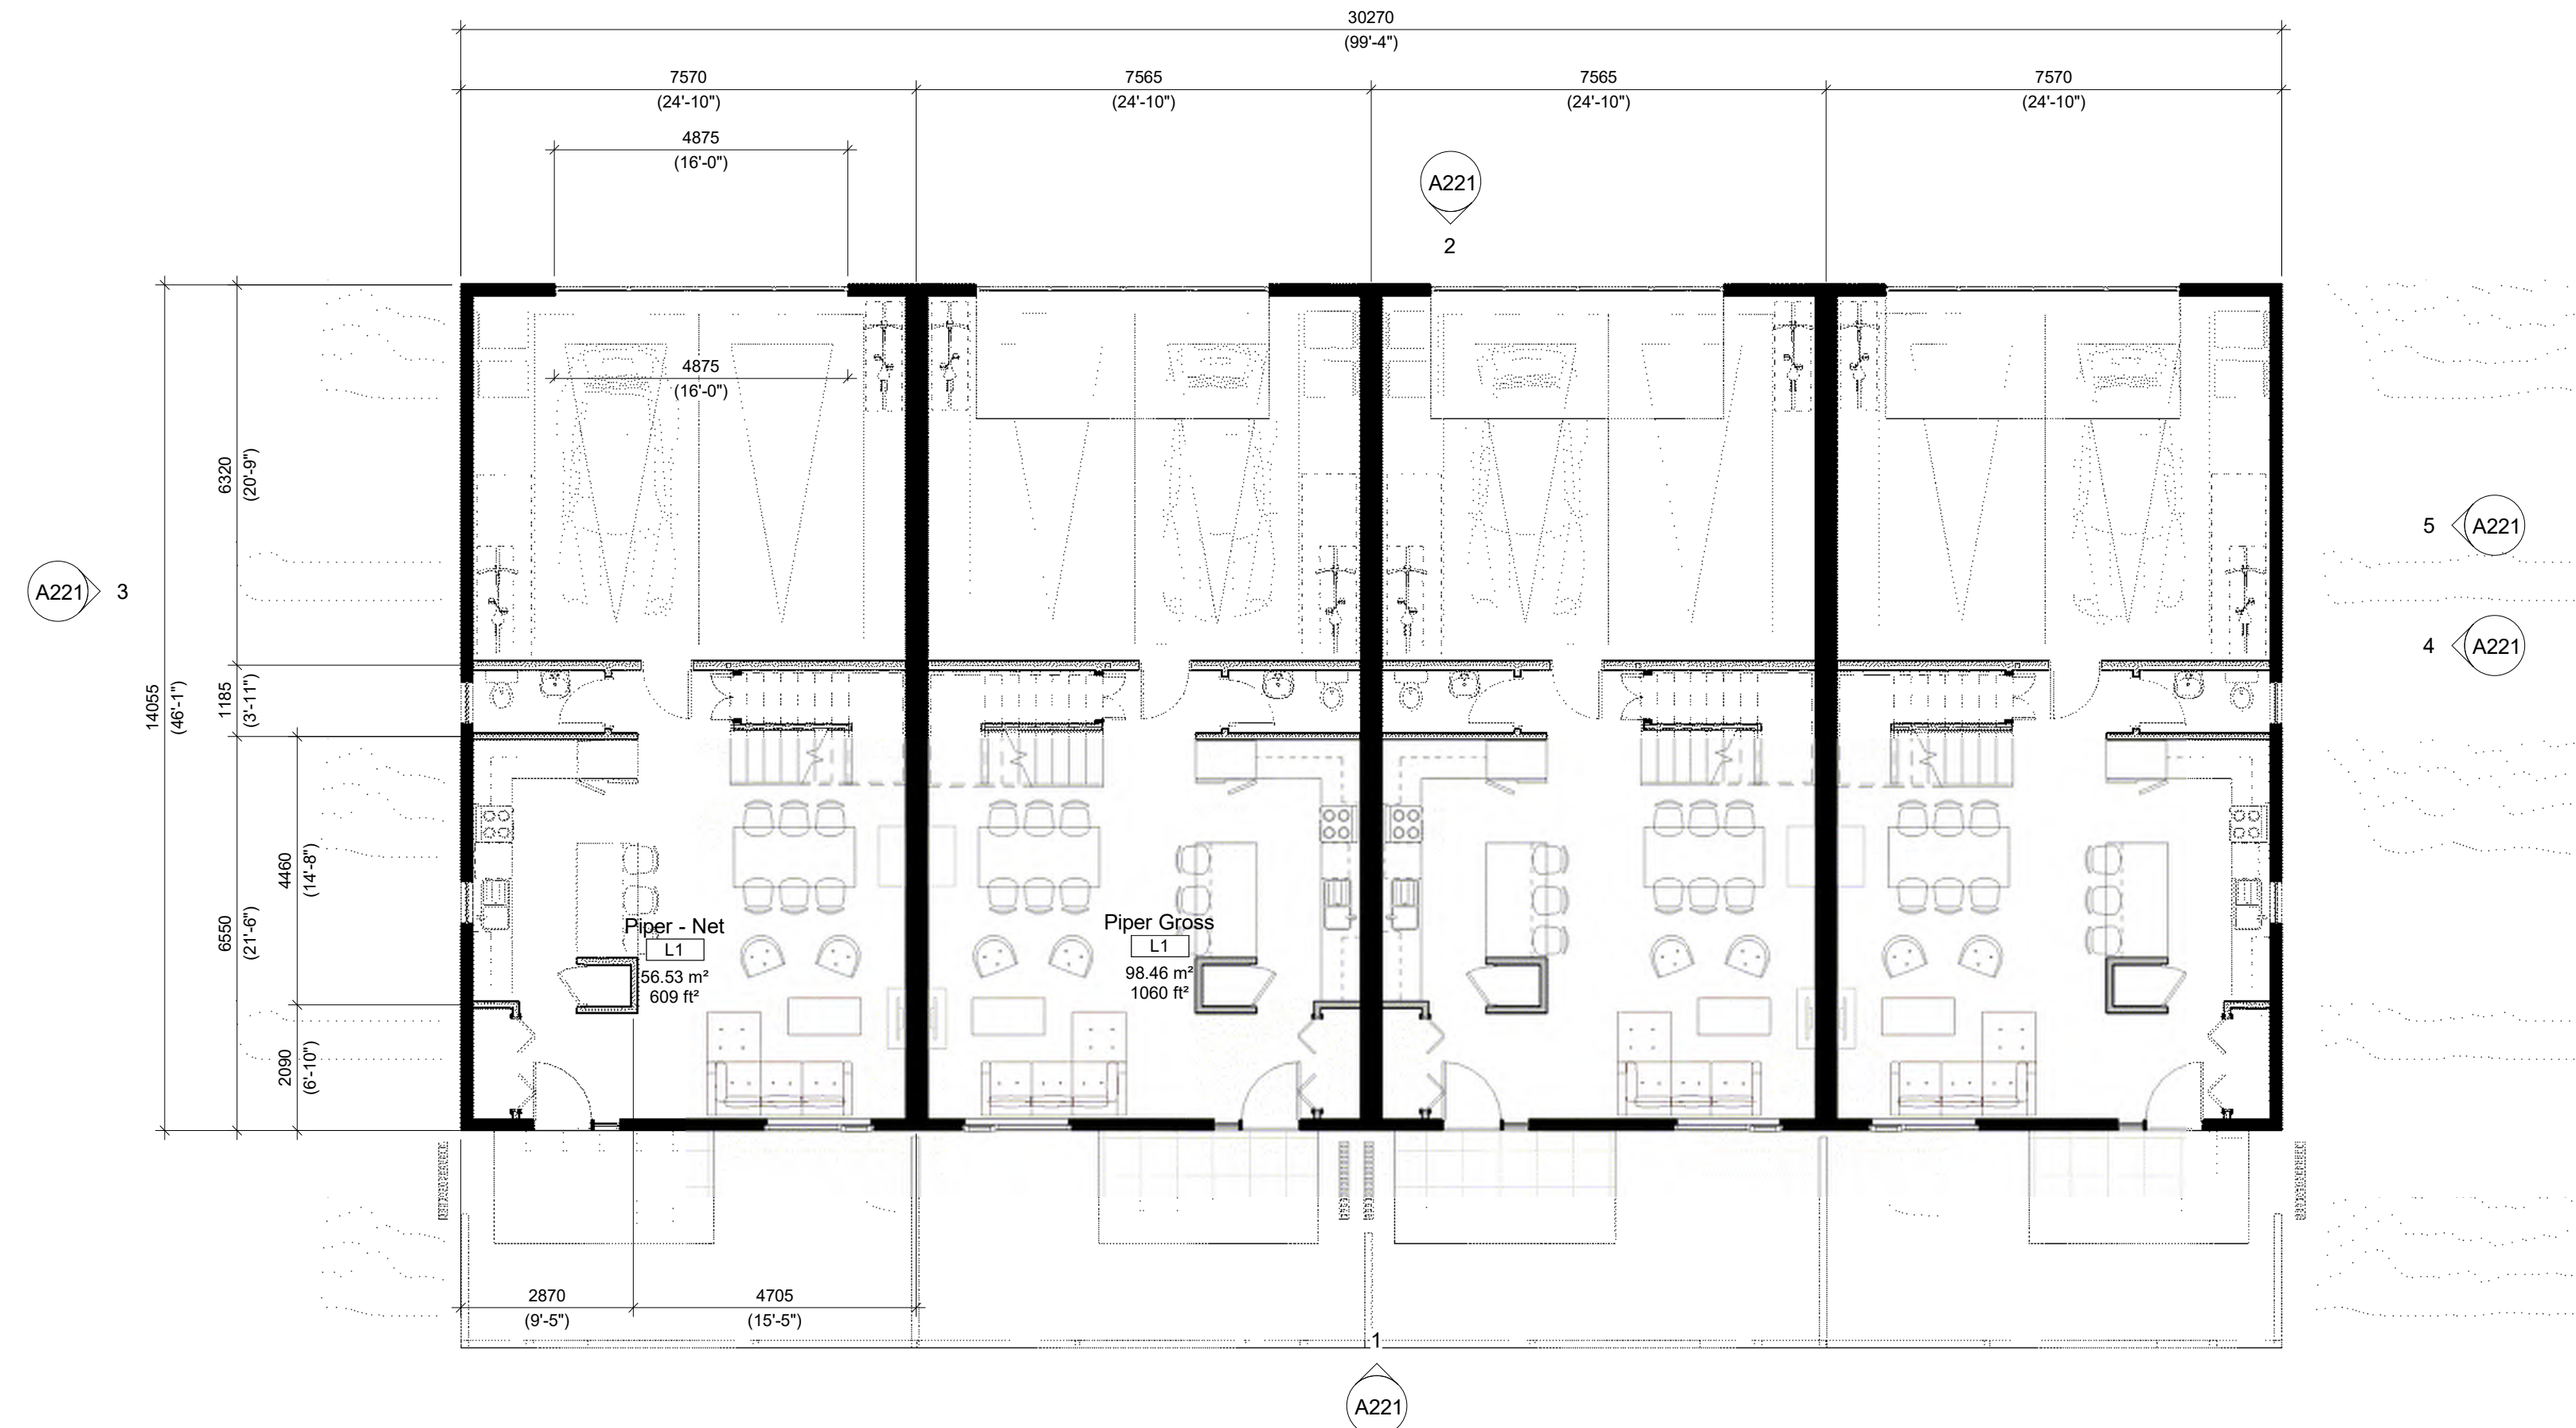 30270
(99'-4")
7570
(24'-10")
7565
(24'-10")
7565
(24'-10")
7570
(24'-10")
4875
(16'-0")
A221
2
4875
(16'-0")
6320
(20'-9")
A221
3
5
A221
4
A221
14055
(46'-1")
1185
(3'-11")
4460
(14'-8")
6550
(21'-6")
2090
(6'-10")
Piper - Net
L1
56.53 m²
609 ft²
Piper Gross
L1
98.46 m²
1060 ft²
2870
(9'-5")
4705
(15'-5")
1
A221